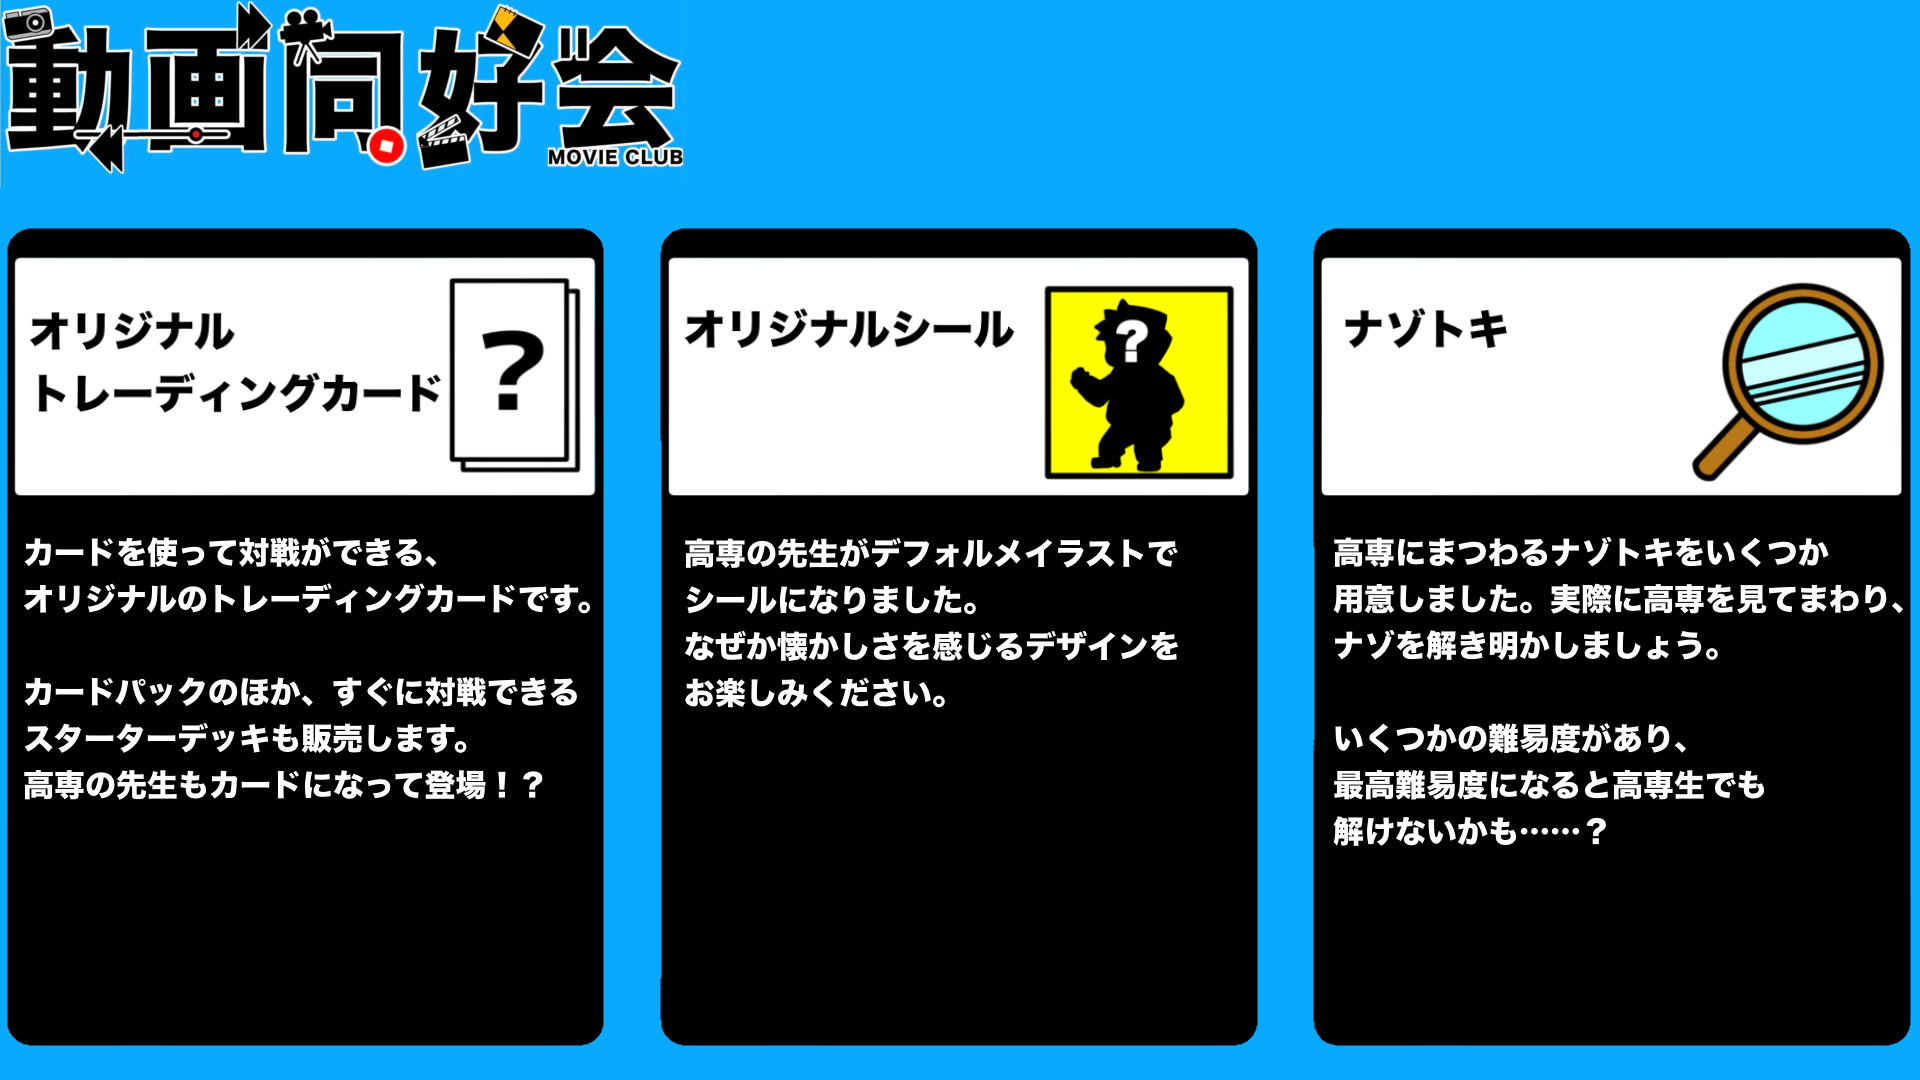 動画同好会
MOVIE CLUB
オリジナル
トレーディングカード
?
カードを使って対戦ができる、
オリジナルのトレーディングカードです。
カードパックのほか、すぐに対戦できる
スターターデッキも販売します。
高専の先生もカードになって登場！？
オリジナルシール
?
高専の先生がデフォルメイラストで
シールになりました。
なぜか懐かしさを感じるデザインを
お楽しみください。
ナゾトキ
高専にまつわるナゾトキをいくつか
用意しました。実際に高専を見てまわり、
ナゾを解き明かしましょう。
いくつかの難易度があり、
最高難易度になると高専生でも
解けないかも……？